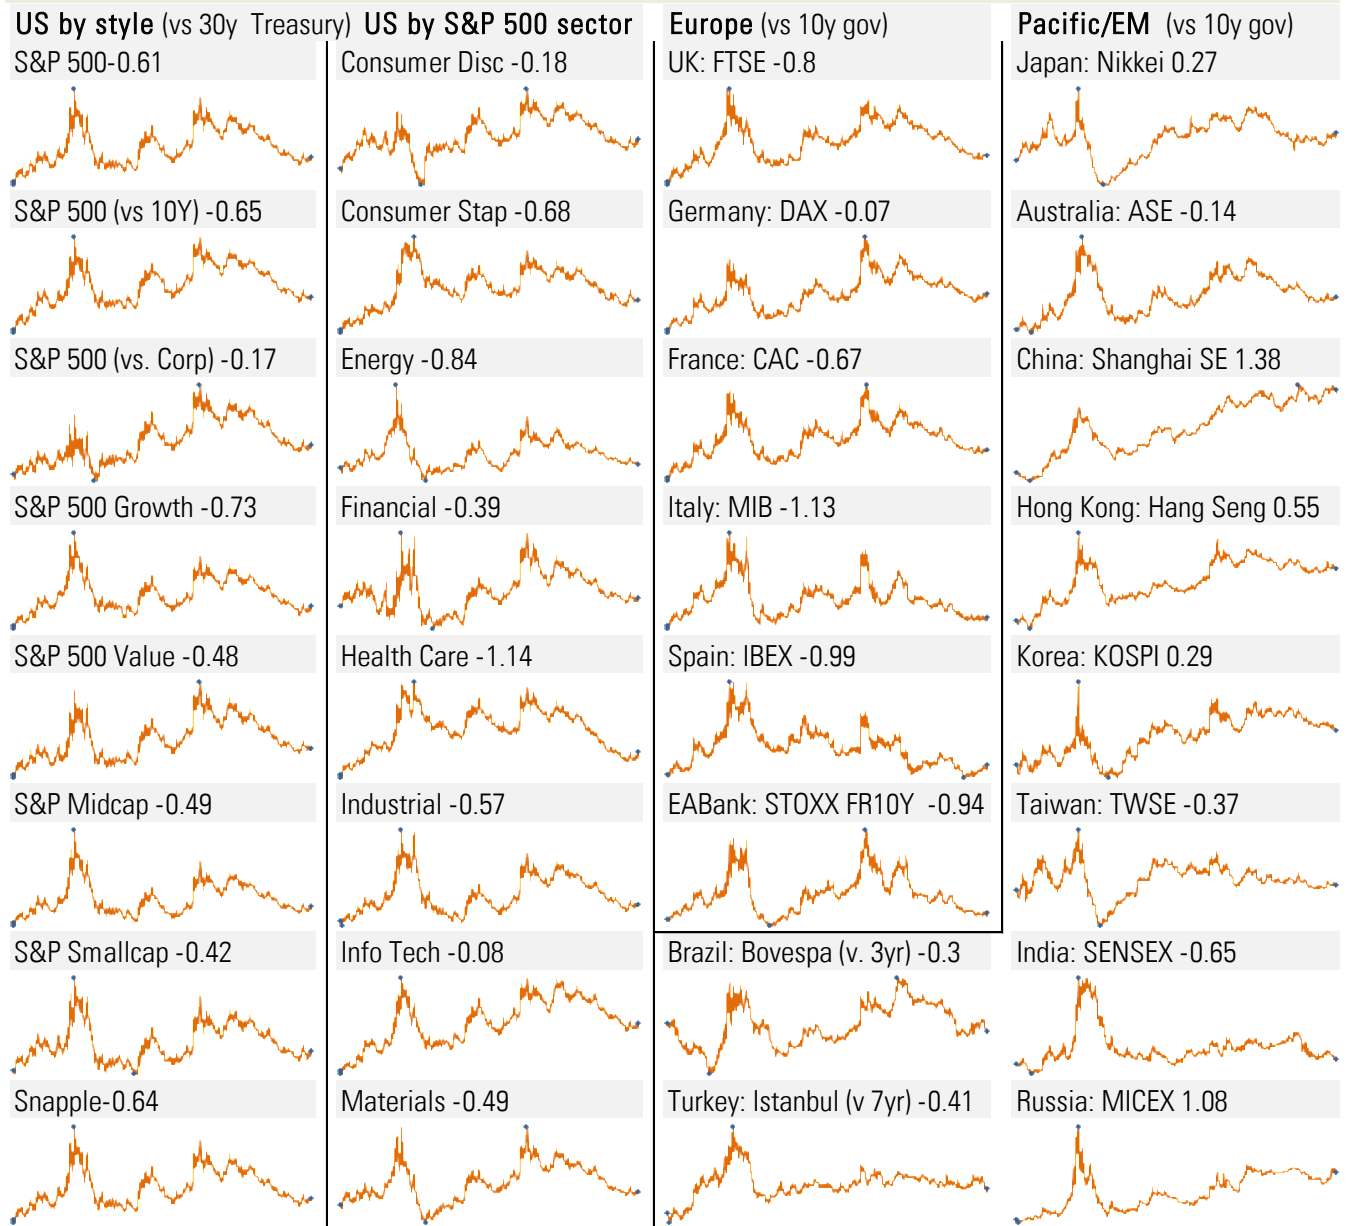 US by style (vs 30y Treasury) US by S&P 500 sector Europe (vs 10y gov) Pacific/EM (vs 10y gov)
S&P 500-0.61 Consumer Disc -0.18 UK: FTSE -0.8 Japan: Nikkei 0.27
S&P 500 (vs 10Y) -0.65 Consumer Stap -0.68 Germany: DAX -0.07 Australia: ASE -0.14
S&P 500 (vs. Corp) -0.17 Energy -0.84 France: CAC -0.67 China: Shanghai SE 1.38
S&P 500 Growth -0.73 Financial -0.39 Italy: MIB -1.13 Hong Kong: Hang Seng 0.55
S&P 500 Value -0.48 Health Care -1.14 Spain: IBEX -0.99 Korea: KOSPI 0.29
S&P Midcap -0.49 Industrial -0.57 EABank: STOXX FR10Y -0.94 Taiwan: TWSE -0.37
S&P Smallcap -0.42 Info Tech -0.08 Brazil: Bovespa (v. 3yr) -0.3 India: SENSEX -0.65
Snapple-0.64 Materials -0.49 Turkey: Istanbul (v 7yr) -0.41 Russia: MICEX 1.08